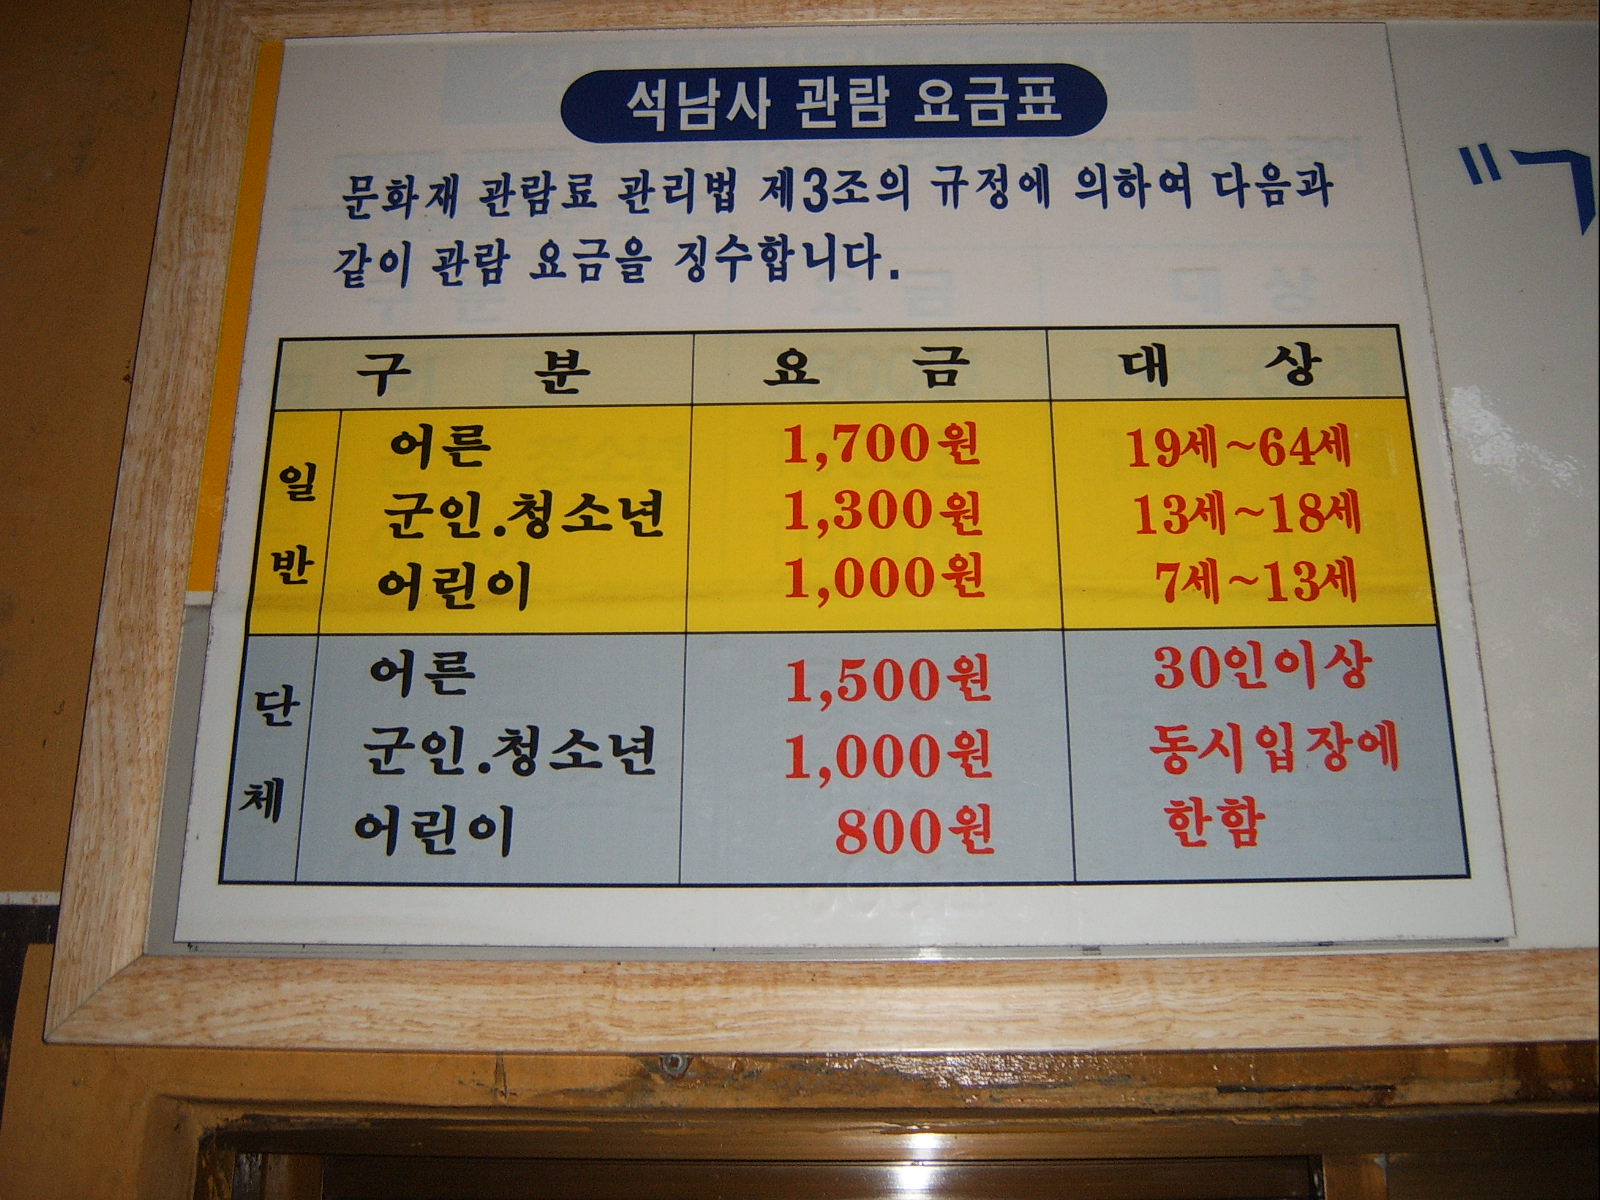 석남사 관람 요금표
문화재 관람료 관리법 제3조의 규정에 의하여 다음과
같이 관람 요금을 징수합니다.
구 분 요 금 대 상
일반
어른 1,700원 19세~64세
군인.청소년 1,300원 13세~18세
어린이 1,000원 7세~13세
단체
어른 1,500원 30인이상
군인.청소년 1,000원 동시입장에
어린이 800원 한함